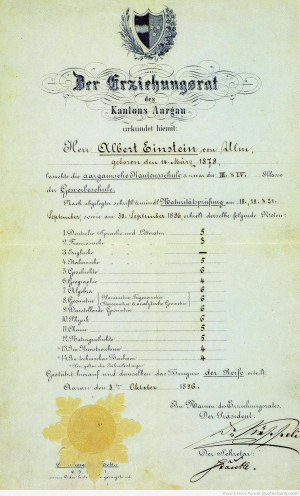 Der Erziehungsrat
des
Kantons Aargau
urkundet hiemit:
Herr Albert Einstein von Ulm,
geboren den 14. März 1879,
besuchte die aargauische Kantonsschule & zwar die III. & IV. Klasse
der Gewerbeschule.
Nach abgelegter schriftl. & mündl. Maturitätsprüfung am 18., 19. & 21.
September, sowie am 30. September 1896 erhielt derselbe folgende Noten:
1. Deutsche Sprache und Litteratur 5
2. Französische " 3
3. Englische " —
4. Italienische " 5
5. Geschichte 6
6. Geographie 4
7. Algebra 6
8. Geometrie 6
9. Darstellende Geometrie 6
10. Physik 6
11. Chemie 5
12. Naturgeschichte 5
13. Im Kunstzeichnen 4
14. Im technischen Zeichnen 4
Gestützt hierauf wird demselben das Zeugnis der Reife erteilt.
Aarau den 3ten Oktober 1896.
Im Namen des Erziehungsrates,
Der Präsident:
Der Sekretär: